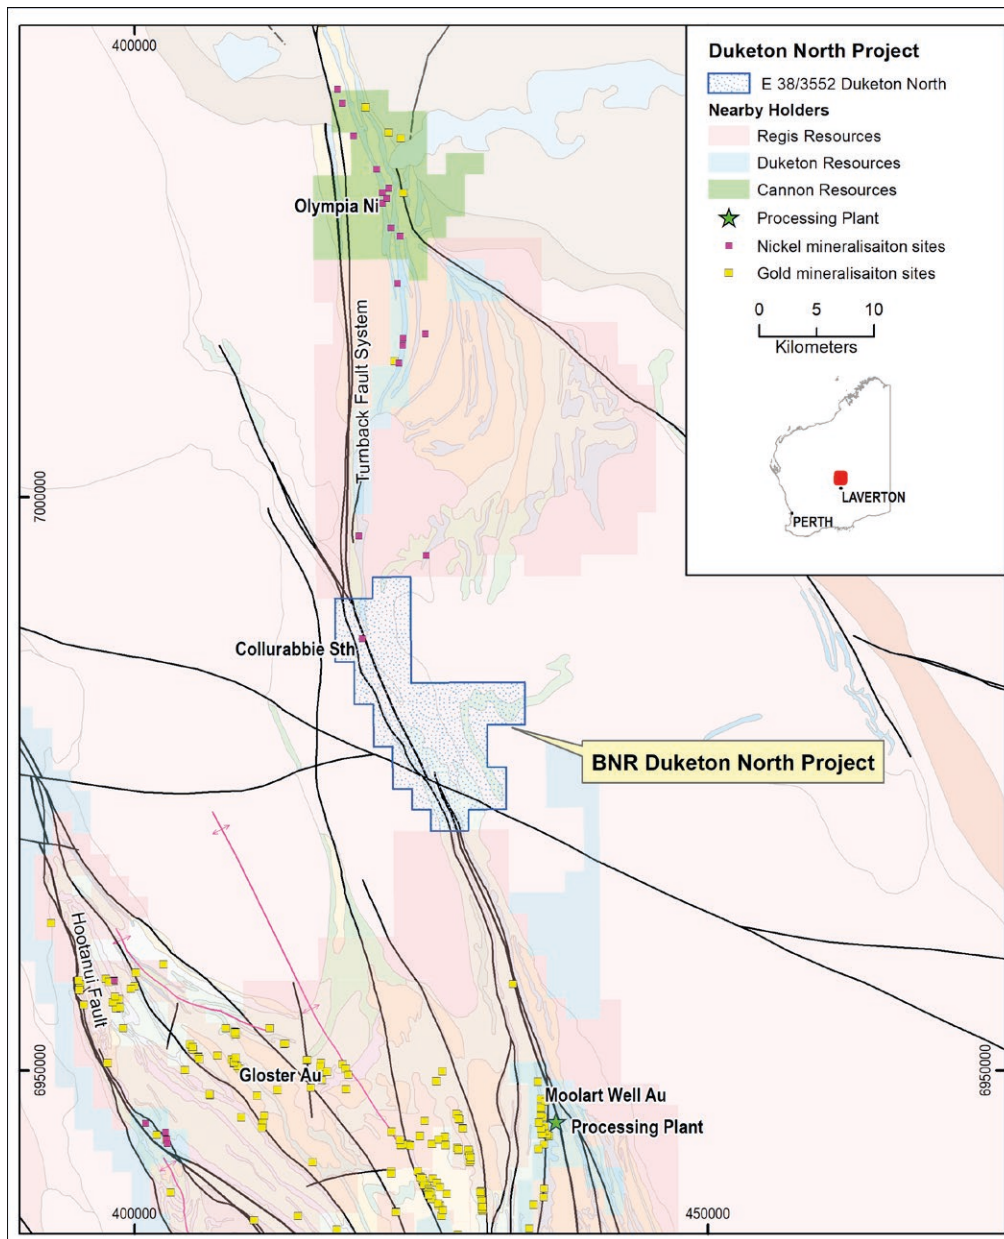 400000
Duketon North Project
E 38/3552 Duketon North
Nearby Holders
Regis Resources
Duketon Resources
Cannon Resources
Processing Plant
Nickel mineralisaiton sites
Gold mineralisaiton sites
0 10
Kilometers
LAVERTON
PERTH
Olympia Ni
Turnback Fault System
7000000
Collurabbie Sth
BNR Duketon North Project
Hootanui Fault
Gloster Au
6950000
6950000
Moolart Well Au
Processing Plant
400000
450000